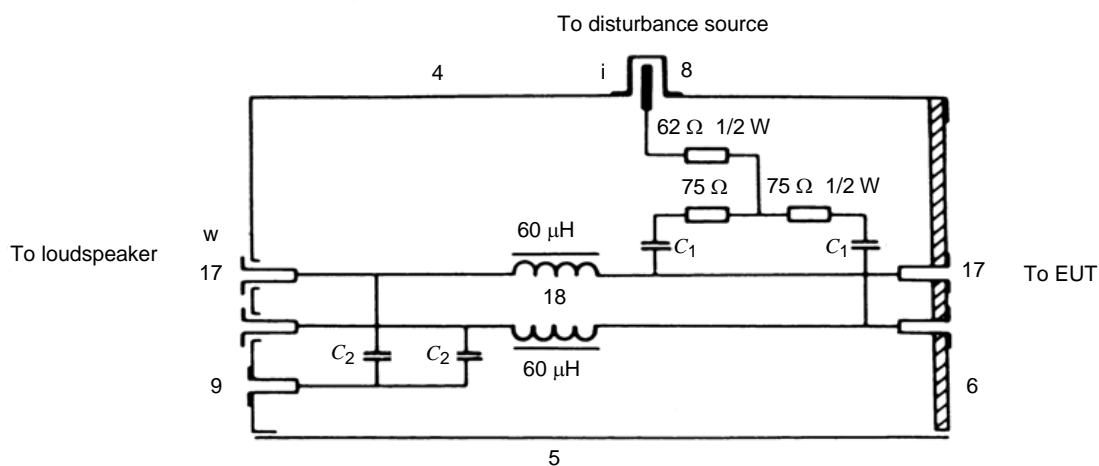 To disturbance source
4 i 8
62 Ω 1/2 W
75 Ω 75 Ω 1/2 W
w 60 μH
To loudspeaker C1 C1
17 17 To EUT
18
C2 C2
60 μH
9 6
5